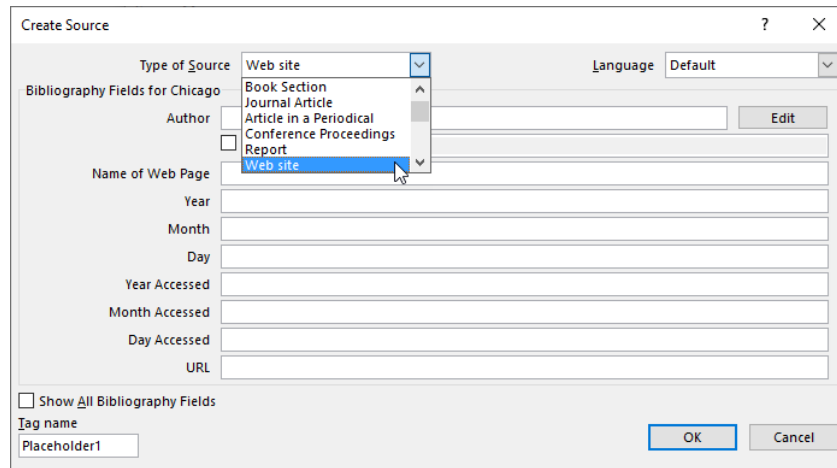 Create Source ? ×
Type of Source Web site Language Default
Book Section
Bibliography Fields for Chicago
Journal Article
Author Article in a Periodical Edit
Conference Proceedings
Report
Web site
Name of Web Page
Year
Month
Day
Year Accessed
Month Accessed
Day Accessed
URL
Show All Bibliography Fields
Tag name
Placeholder1
OK Cancel